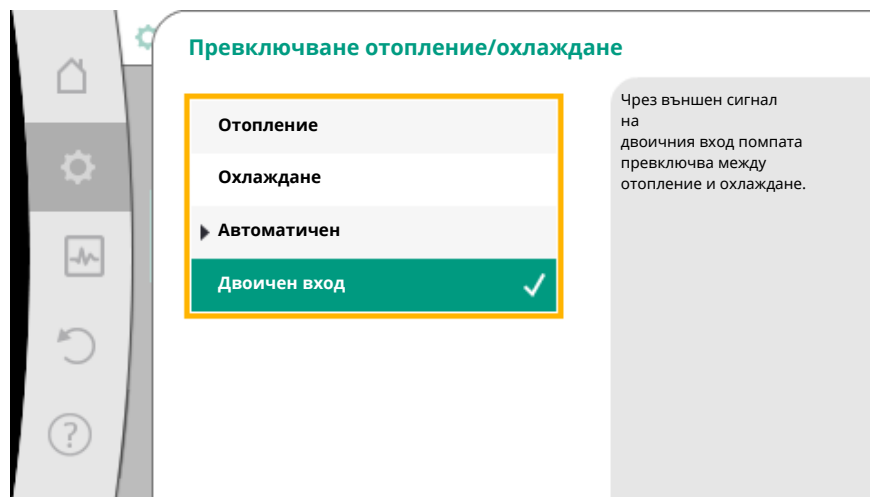 Превключване отопление/охлаждане
Отопление
Охлаждане
Автоматичен
Двоичен вход
Чрез външен сигнал
на
двоичния вход помпата
превключва между
отопление и охлаждане.
?